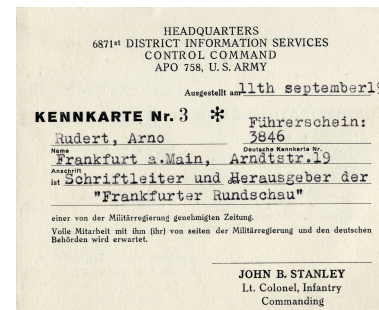 HEADQUARTERS
6871st DISTRICT INFORMATION SERVICES
CONTROL COMMAND
APO 758, U. S. ARMY
Ausgestellt am 11th september19
KENNKARTE Nr. 3 *
Führerschein:
Rudert, Arno 3846
Name Deutsche Kennkarte Nr.
Frankfurt a.Main, Arndtstr.19
Anschrift
ist Schriftleiter und Herausgeber der
"Frankfurter Rundschau"
einer von der Militärregierung genehmigten Zeitung.
Volle Mitarbeit mit ihm (ihr) von seiten der Militärregierung und den deutschen
Behörden wird erwartet.
JOHN B. STANLEY
Lt. Colonel, Infantry
Commanding